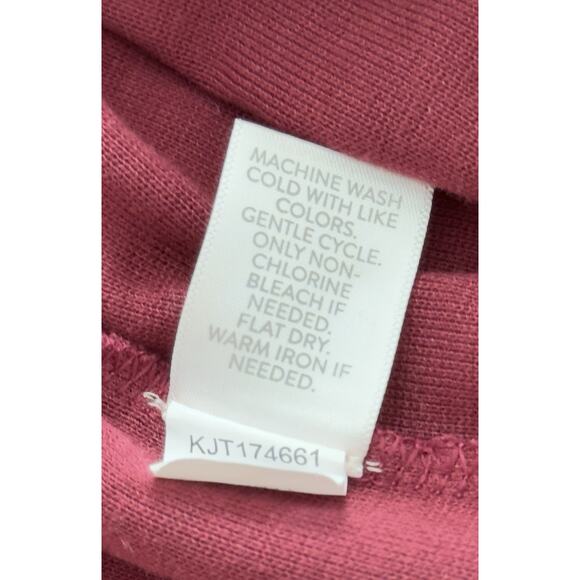 MACHINE WASH
COLD WITH LIKE
COLORS.
GENTLE CYCLE.
ONLY NON-
CHLORINE
BLEACH IF
NEEDED.
FLAT DRY.
WARM IRON IF
NEEDED.
KJT174661